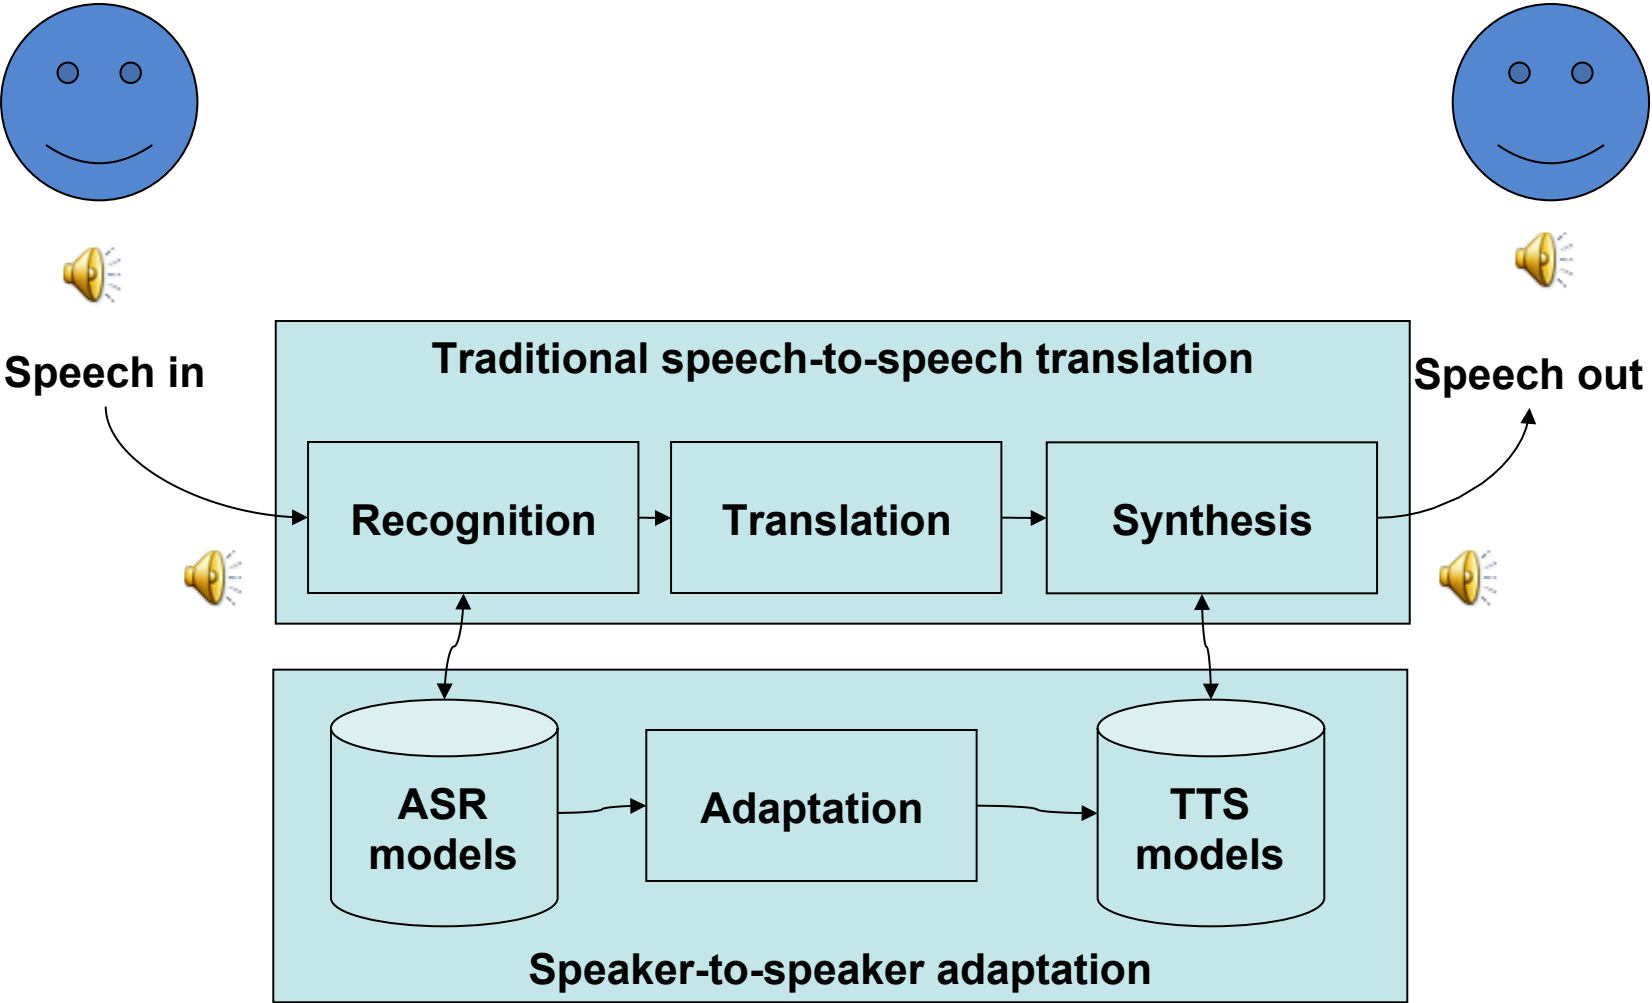 Traditional speech-to-speech translation
Speech in
Speech out
Recognition
Translation
Synthesis
ASR
models
Adaptation
TTS
models
Speaker-to-speaker adaptation